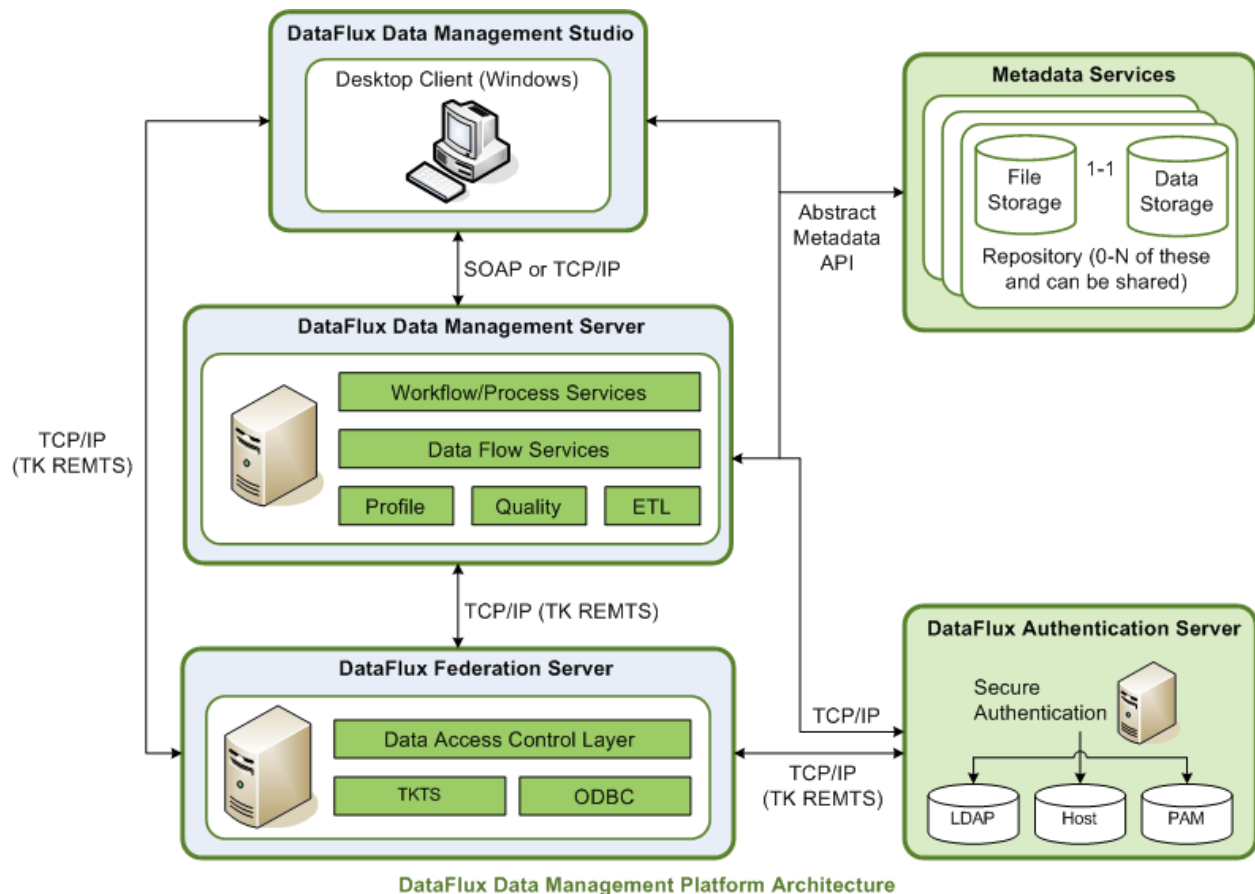 DataFlux Data Management Studio
Desktop Client (Windows)
Metadata Services
File
Storage
1-1
Data
Storage
Repository (0-N of these
and can be shared)
Abstract
Metadata
API
SOAP or TCP/IP
DataFlux Data Management Server
Workflow/Process Services
Data Flow Services
Profile
Quality
ETL
TCP/IP
(TK REMTS)
TCP/IP (TK REMTS)
DataFlux Federation Server
Data Access Control Layer
TKTS
ODBC
TCP/IP
TCP/IP
(TK REMTS)
DataFlux Authentication Server
Secure
Authentication
LDAP
Host
PAM
DataFlux Data Management Platform Architecture